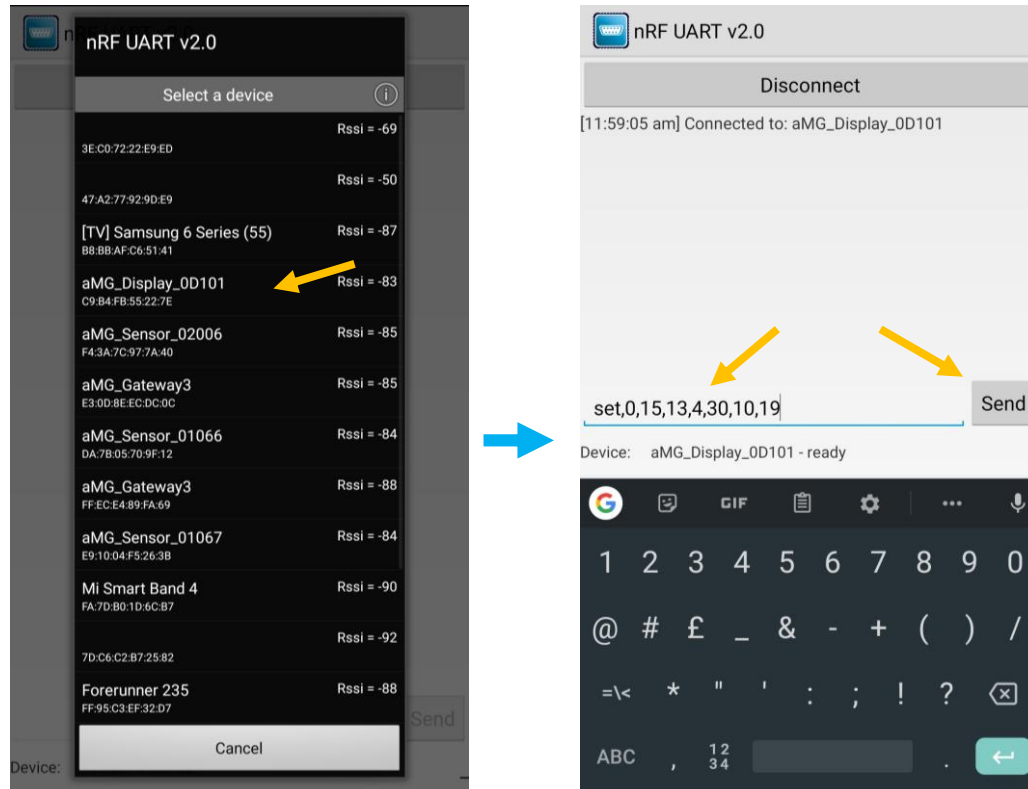 nRF UART v2.0
Select a device
Rssi = -69
3E:C0:72:22:E9:ED
Rssi = -50
47:A2:77:92:9D:E9
[TV] Samsung 6 Series (55) Rssi = -87
B8:BB:AF:C6:51:41
aMG_Display_0D101 Rssi = -83
C9:B4:FB:55:22:7E
aMG_Sensor_02006 Rssi = -85
F4:3A:7C:97:7A:40
aMG_Gateway3 Rssi = -85
E3:0D:8E:EC:DC:0C
aMG_Sensor_01066 Rssi = -84
DA:7B:05:70:9F:12
aMG_Gateway3 Rssi = -88
FF:EC:E4:89:FA:69
aMG_Sensor_01067 Rssi = -84
E9:10:04:F5:26:3B
Mi Smart Band 4 Rssi = -90
FA:7D:B0:1D:6C:B7
Rssi = -92
7D:C6:C2:B7:25:82
Forerunner 235 Rssi = -88
FF:95:C3:EF:32:D7
Send
Cancel
Device:
nRF UART v2.0
Disconnect
[11:59:05 am] Connected to: aMG_Display_0D101
set,0,15,13,4,30,10,19 Send
Device: aMG_Display_0D101 - ready
G GIF
1 2 3 4 5 6 7 8 9 0
@ # £ _ & - + ( ) /
=\< * " ' : ; ! ?
ABC , 12 .
34